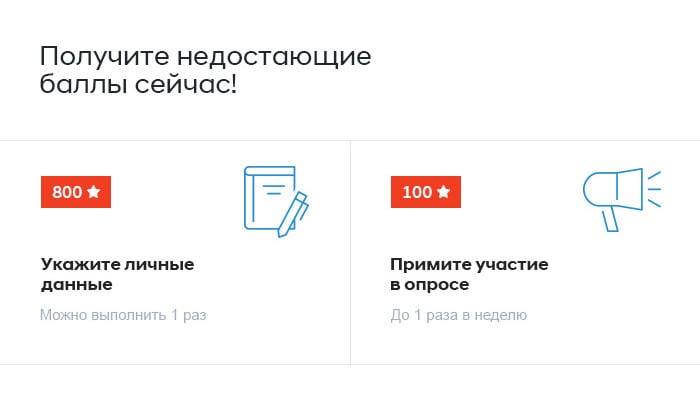 Получите недостающие
баллы сейчас!
800
Укажите личные
данные
Можно выполнить 1 раз
100
Примите участие
в опросе
До 1 раза в неделю